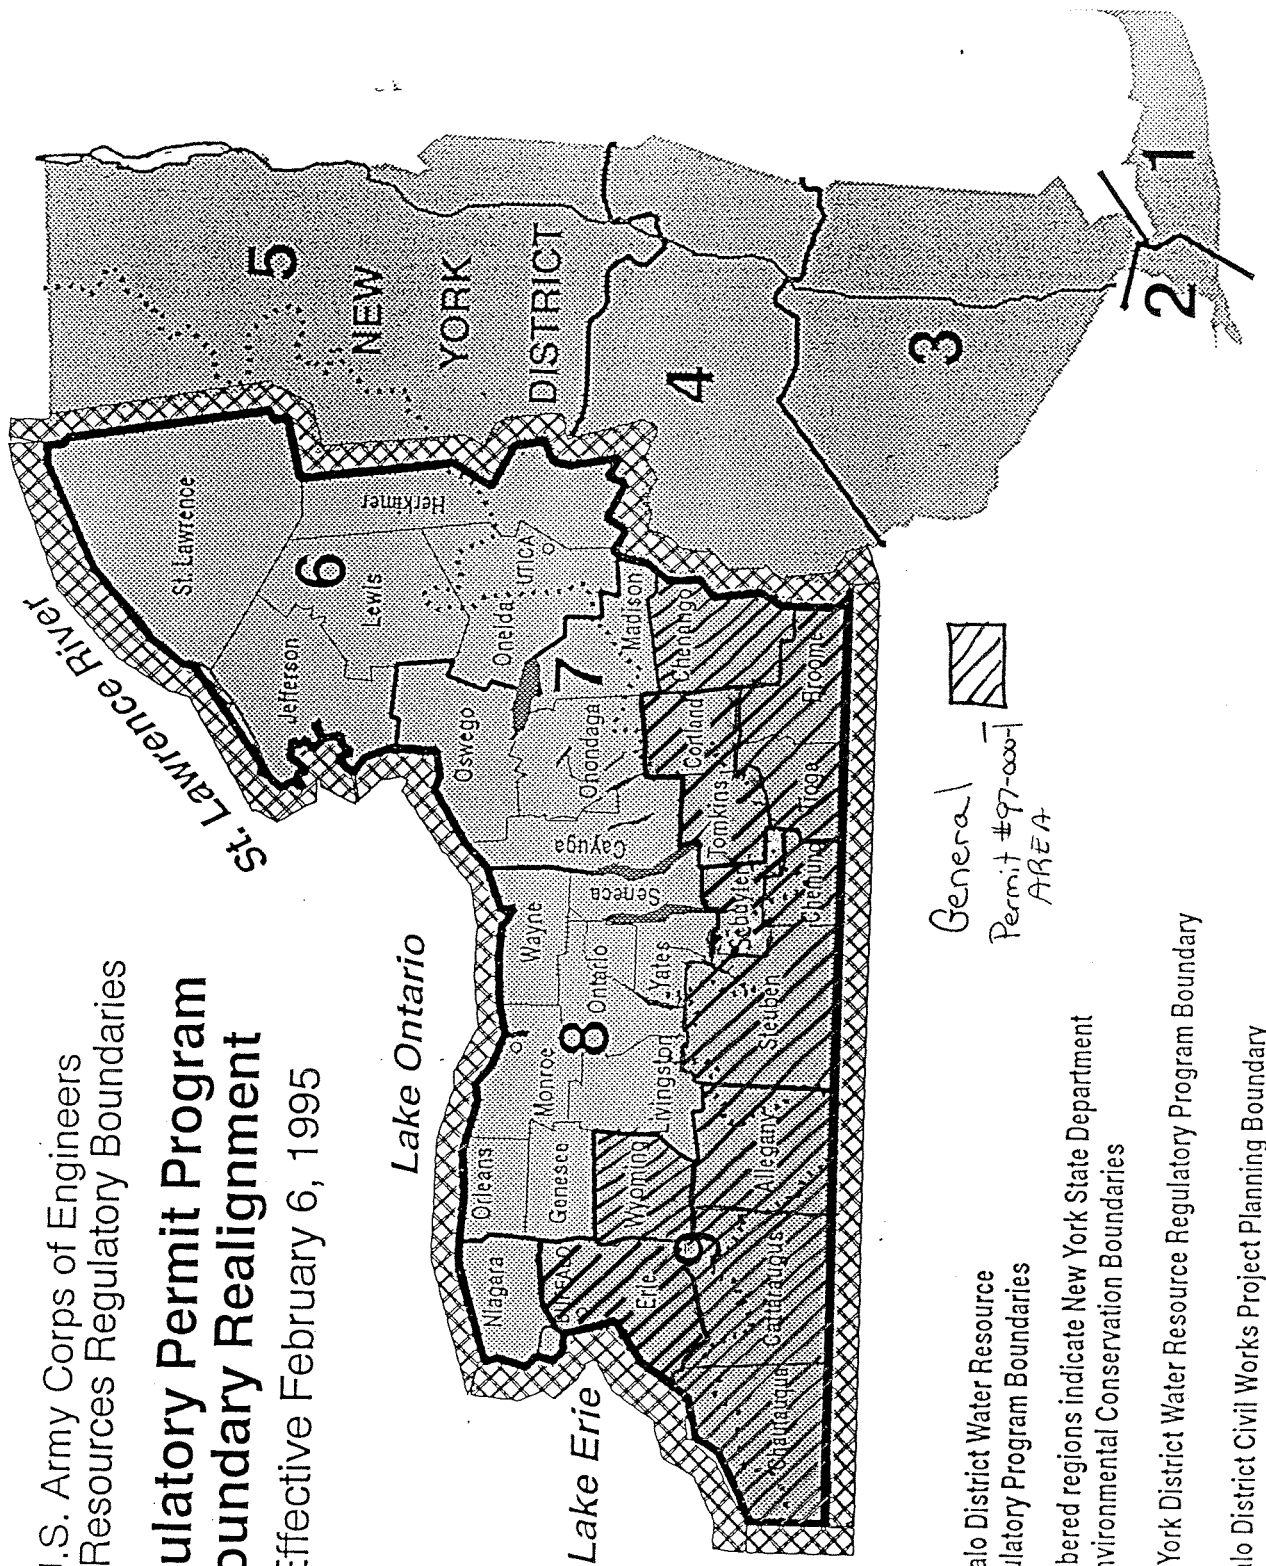 .S. Army Corps of Engineers
Resources Regulatory Boundaries
ulatory Permit Program
oundary Realignment
Effective February 6, 1995
St. Lawrence River
Lake Ontario
Lake Erie
St. Lawrence
Jefferson
Lewis
Herkimer
6
Oswego
Oneida
UTICA
7
Madison
Onondaga
Cayuga
Chenango
Cortland
Tomkins
Broome
Tioga
Wayne
Seneca
Ontario
Yates
8
Monroe
Livingston
Orleans
Genesee
Schuyler
Chemung
Steuben
Niagara
BUFFALO
Erie
Wyoming
Allegany
9
Cattaraugus
Chautauqua
5
NEW
YORK
DISTRICT
4
3
2
1
General
Permit #97-000-1
AREA
alo District Water Resource
ulatory Program Boundaries
bered regions indicate New York State Department
nvironmental Conservation Boundaries
York District Water Resource Regulatory Program Boundary
alo District Civil Works Project Planning Boundary